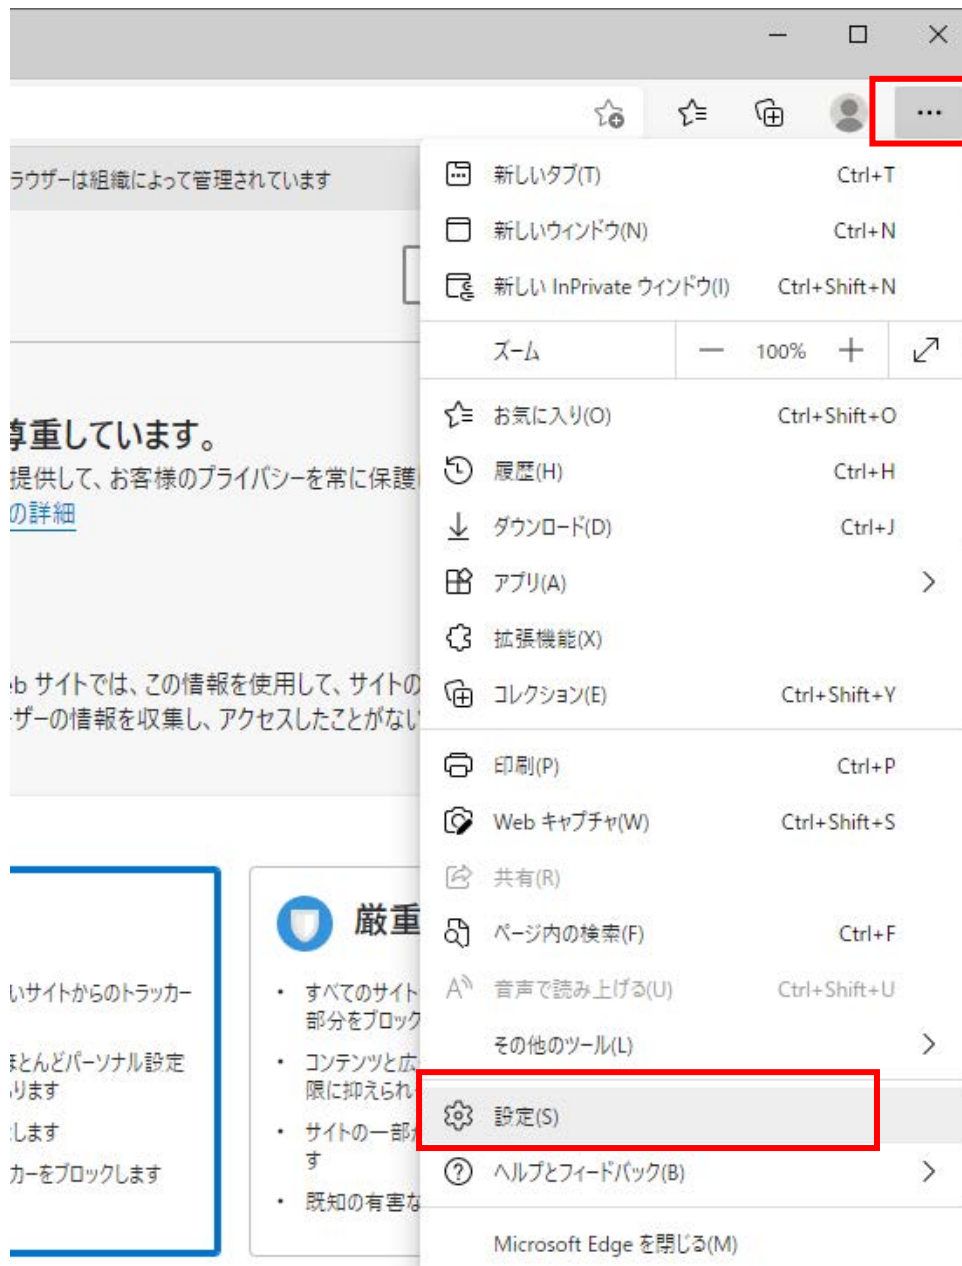 ラウザーは組織によって管理されています
尊重しています。
提供して、お客様のプライバシーを常に保護
の詳細
b サイトでは、この情報を使用して、サイトの
ザーの情報を収集し、アクセスしたことがない
いサイトからのトラッカー
ほとんどパーソナル設定
ります
します
カーをブロックします
厳重
• すべてのサイト
部分をブロック
• コンテンツと広
限に抑えられ
• サイトの一部
す
• 既知の有害な
新しいタブ(T) Ctrl+T
新しいウィンドウ(N) Ctrl+N
新しい InPrivate ウィンドウ(I) Ctrl+Shift+N
ズーム — 100% +
お気に入り(O) Ctrl+Shift+O
履歴(H) Ctrl+H
ダウンロード(D) Ctrl+J
アプリ(A)
拡張機能(X)
コレクション(E) Ctrl+Shift+Y
印刷(P) Ctrl+P
Web キャプチャ(W) Ctrl+Shift+S
共有(R)
ページ内の検索(F) Ctrl+F
音声で読み上げる(U) Ctrl+Shift+U
その他のツール(L)
設定(S)
ヘルプとフィードバック(B)
Microsoft Edge を閉じる(M)